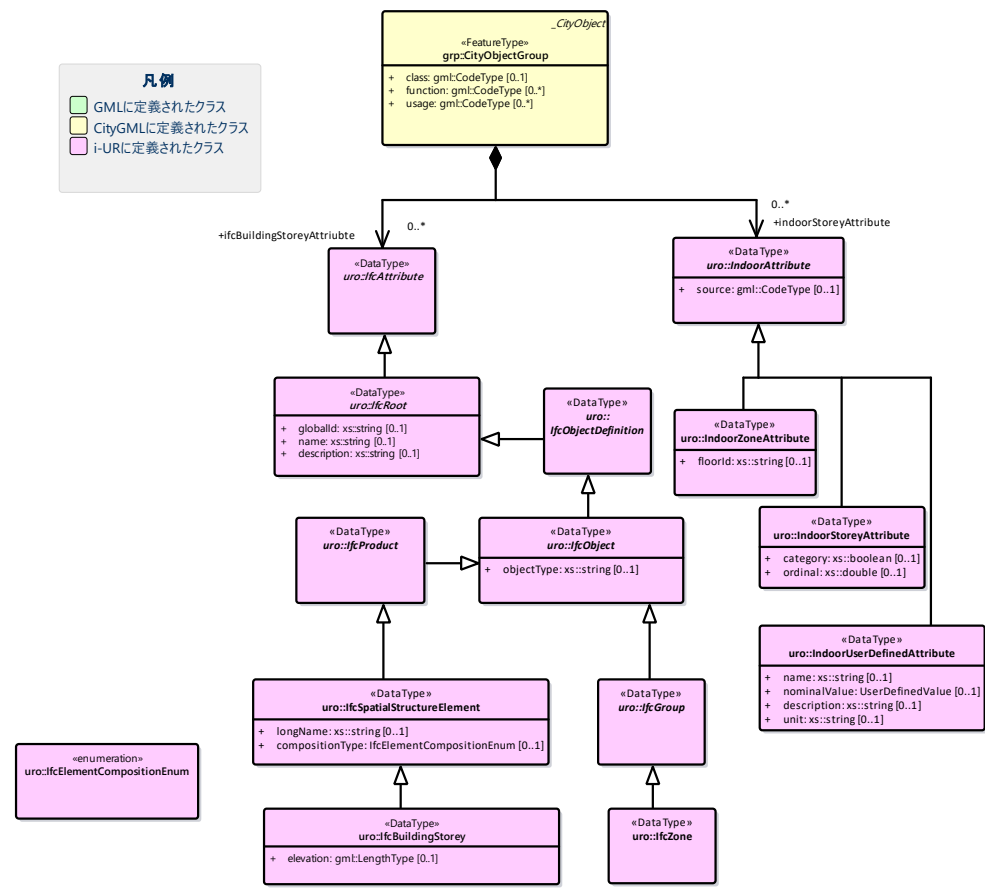 _CityObject
«FeatureType»
grp::CityObjectGroup
+ class: gml:CodeType [0..1]
+ function: gml:CodeType [0..*]
+ usage: gml:CodeType [0..*]
凡例
GMLに定義されたクラス
CityGMLに定義されたクラス
i-URに定義されたクラス
+ifcBuildingStoreyAttriubte
0..*
0..*
+indoorStoreyAttribute
«DataType»
uro::IfcAttribute
«DataType»
uro::IndoorAttribute
+ source: gml::CodeType [0..1]
«DataType»
uro::IfcRoot
+ globalId: xs::string [0..1]
+ name: xs::string [0..1]
+ description: xs::string [0..1]
«DataType»
uro::
IfcObjectDefinition
«DataType»
uro::IndoorZoneAttribute
+ floorId: xs::string [0..1]
«DataType»
uro::IfcProduct
«DataType»
uro::IfcObject
+ objectType: xs::string [0..1]
«DataType»
uro::IndoorStoreyAttribute
+ category: xs::boolean [0..1]
+ ordinal: xs::double [0..1]
«DataType»
uro::IndoorUserDefinedAttribute
+ name: xs::string [0..1]
+ nominalValue: UserDefinedValue [0..1]
+ description: xs::string [0..1]
+ unit: xs::string [0..1]
«DataType»
uro::IfcSpatialStructureElement
+ longName: xs::string [0..1]
+ compositionType: IfcElementCompositionEnum [0..1]
«DataType»
uro::IfcGroup
«enumeration»
uro::IfcElementCompositionEnum
«DataType»
uro::IfcBuildingStorey
+ elevation: gml::LengthType [0..1]
«DataType»
uro::IfcZone